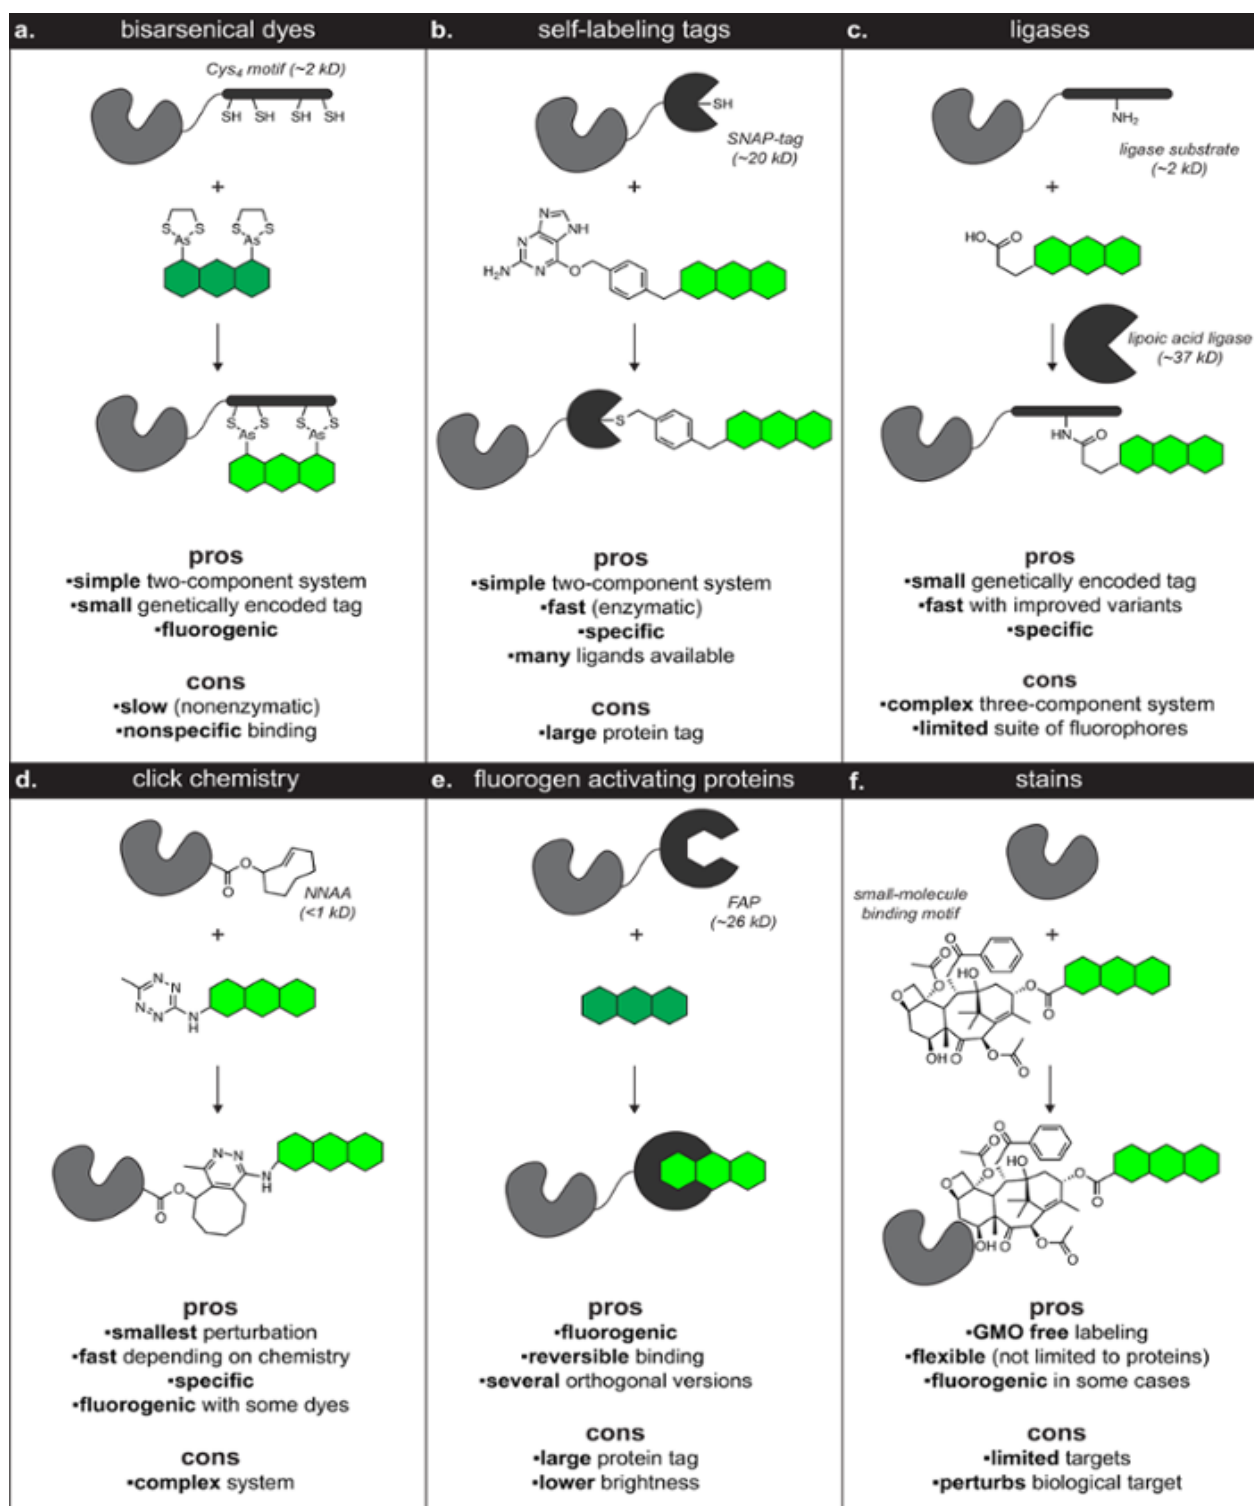 a. bisarsenical dyes
Cys4 motif (~2 kD)
SH SH SH SH
+
S S S S
As As
S S S S
As As
pros
•simple two-component system
•small genetically encoded tag
•fluorogenic
cons
•slow (nonenzymatic)
•nonspecific binding
b. self-labeling tags
SH
SNAP-tag
(~20 kD)
+
N
N NH
H2N N O
S
pros
•simple two-component system
•fast (enzymatic)
•specific
•many ligands available
cons
•large protein tag
c. ligases
NH2
ligase substrate
(~2 kD)
+
HO O
lipoic acid ligase
(~37 kD)
HN O
pros
•small genetically encoded tag
•fast with improved variants
•specific
cons
•complex three-component system
•limited suite of fluorophores
d. click chemistry
O
O
NNAA
(<1 kD)
+
N N
N N N
H
N N
O N
O H
pros
•smallest perturbation
•fast depending on chemistry
•specific
•fluorogenic with some dyes
cons
•complex system
e. fluorogen activating proteins
FAP
(~26 kD)
+
pros
•fluorogenic
•reversible binding
•several orthogonal versions
cons
•large protein tag
•lower brightness
f. stains
small-molecule
binding motif
+
O O
O HO O
O O
OH O O
O
O O
O HO O
O O
OH O O
O
pros
•GMO free labeling
•flexible (not limited to proteins)
•fluorogenic in some cases
cons
•limited targets
•perturbs biological target